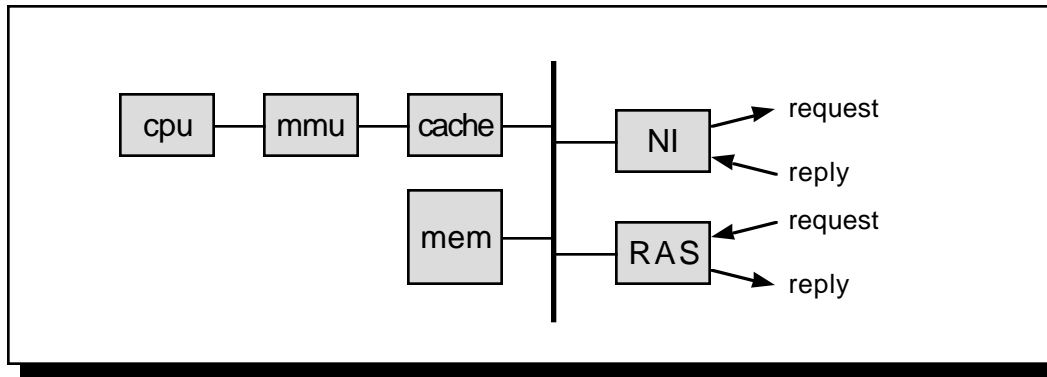 cpu
mmu
cache
mem
NI
request
reply
RAS
request
reply